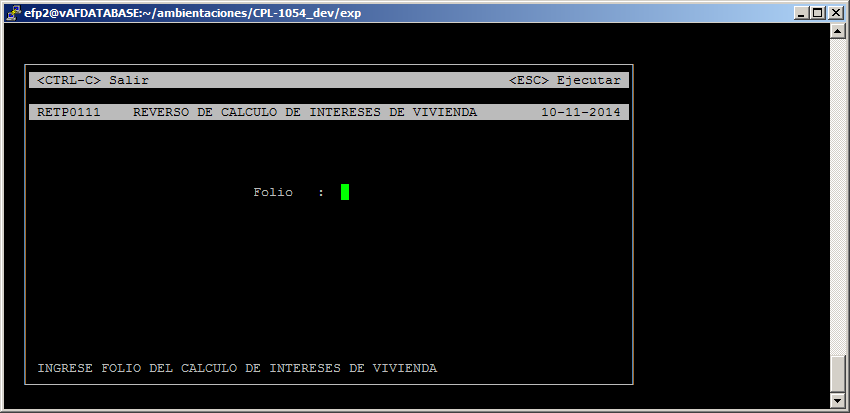 efp2@vAFDATABASE:~/ambientaciones/CPL-1054_dev/exp
<CTRL-C> Salir <ESC> Ejecutar
RETP0111 REVERSO DE CALCULO DE INTERESES DE VIVIENDA 10-11-2014
Folio :
INGRESE FOLIO DEL CALCULO DE INTERESES DE VIVIENDA